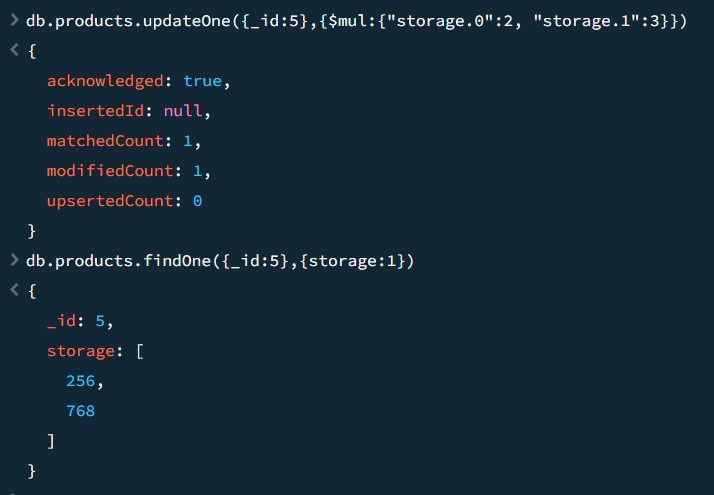 > db.products.updateOne({_id:5},{$mul:{"storage.0":2, "storage.1":3}})
< {
acknowledged: true,
insertedId: null,
matchedCount: 1,
modifiedCount: 1,
upsertedCount: 0
}
> db.products.findOne({_id:5},{storage:1})
< {
_id: 5,
storage: [
256,
768
]
}